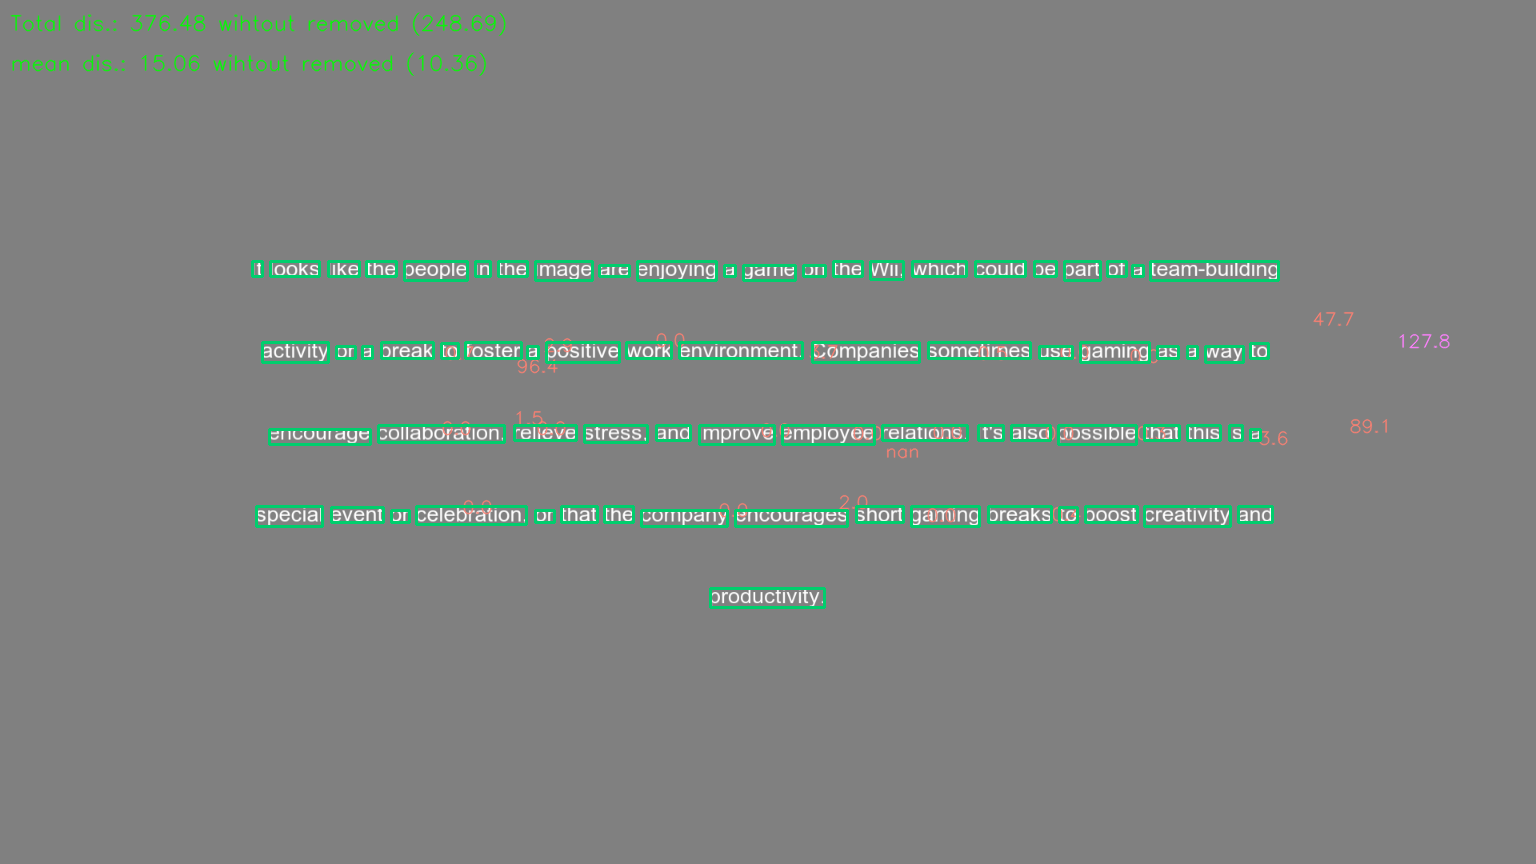 Total dis.: 376.48 wihtout removed (248.69)
mean dis.: 15.06 wihtout removed (10.36)
It looks like the people in the image are enjoying a game on the Wii, which could be part of a team-building
47.7
127.8
activity or a break to foster a positive work environment. Companies sometimes use gaming as a way to
0.0
96.4
1.5
89.1
encourage collaboration, relieve stress, and improve employee relations. It's also possible that this is a
3.6
nan
2.0
special event or celebration, or that the company encourages short gaming breaks to boost creativity and
productivity.